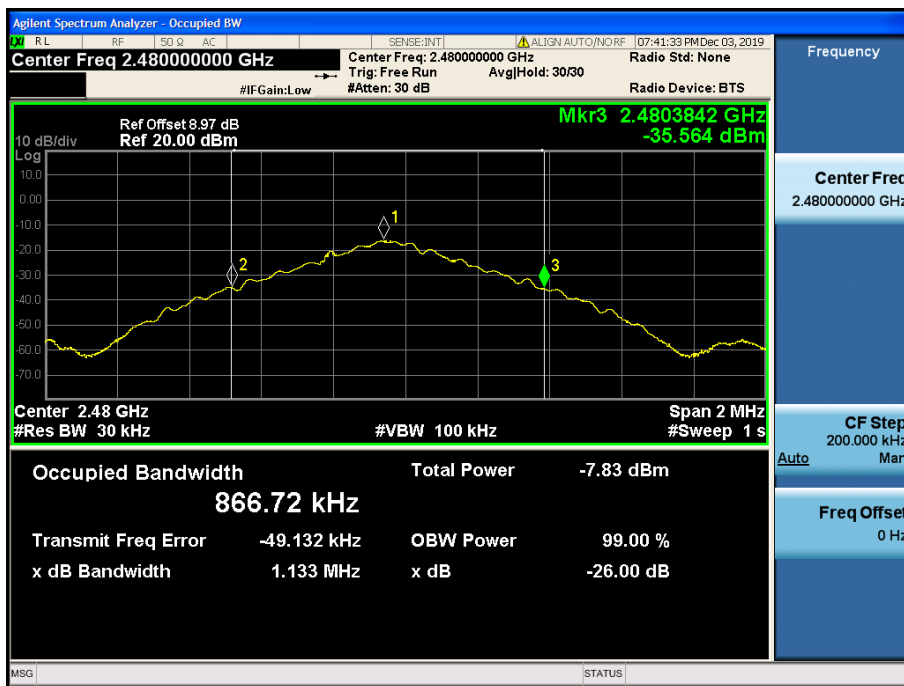 Agilent Spectrum Analyzer - Occupied BW
LXI RL RF 50 Ω AC SENSE:INT ALIGN AUTO/NO RF 07:41:33 PM Dec 03, 2019
Center Freq 2.480000000 GHz
Center Freq: 2.480000000 GHz
Radio Std: None
Trig: Free Run Avg|Hold: 30/30
#IFGain:Low
#Atten: 30 dB
Radio Device: BTS
Frequency
Mkr3 2.4803842 GHz
-35.564 dBm
Ref Offset 8.97 dB
10 dB/div Ref 20.00 dBm
Log
10.0
0.00
-10.0
-20.0
-30.0
-40.0
-50.0
-60.0
-70.0
1
2
3
Center 2.48 GHz Span 2 MHz
#Res BW 30 kHz #VBW 100 kHz #Sweep 1 s
Occupied Bandwidth Total Power -7.83 dBm
866.72 kHz
Transmit Freq Error -49.132 kHz OBW Power 99.00 %
x dB Bandwidth 1.133 MHz x dB -26.00 dB
Center Freq
2.480000000 GHz
CF Step
200.000 kHz
Auto Man
Freq Offset
0 Hz
MSG STATUS